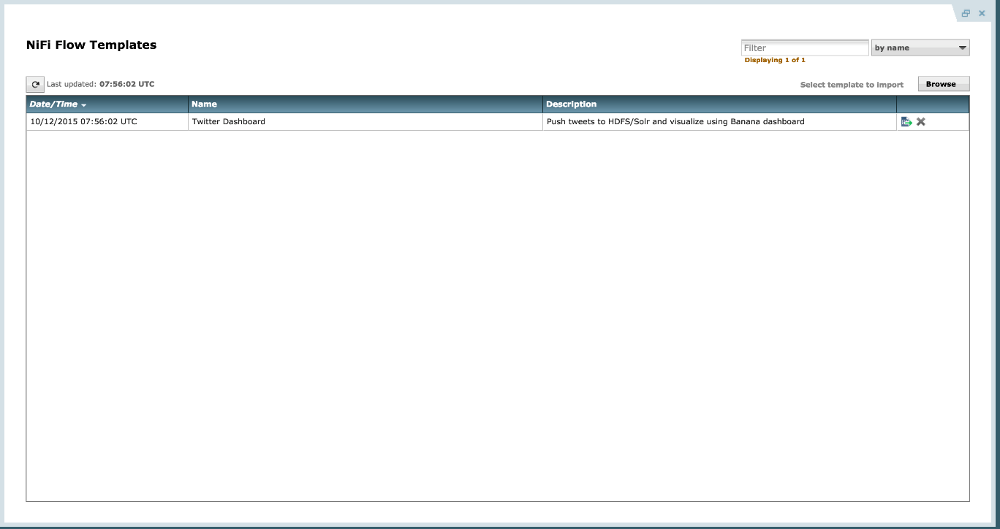 NiFi Flow Templates
Filter
by name
Displaying 1 of 1
Last updated: 07:56:02 UTC
Select template to import
Browse
Date/Time Name Description
10/12/2015 07:56:02 UTC Twitter Dashboard Push tweets to HDFS/Solr and visualize using Banana dashboard